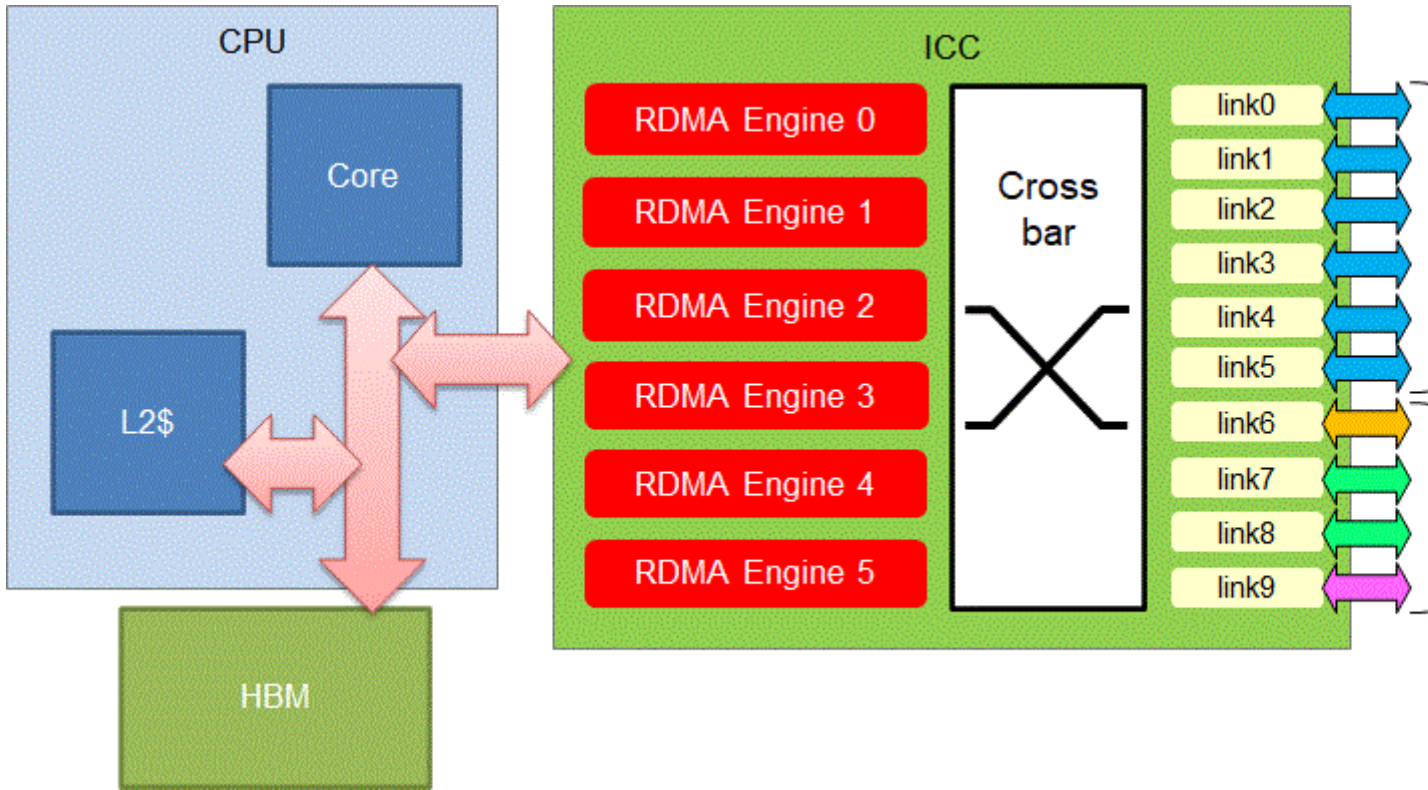 CPU
Core
L2$
HBM
ICC
RDMA Engine 0
RDMA Engine 1
RDMA Engine 2
RDMA Engine 3
RDMA Engine 4
RDMA Engine 5
Cross
bar
link0
link1
link2
link3
link4
link5
link6
link7
link8
link9